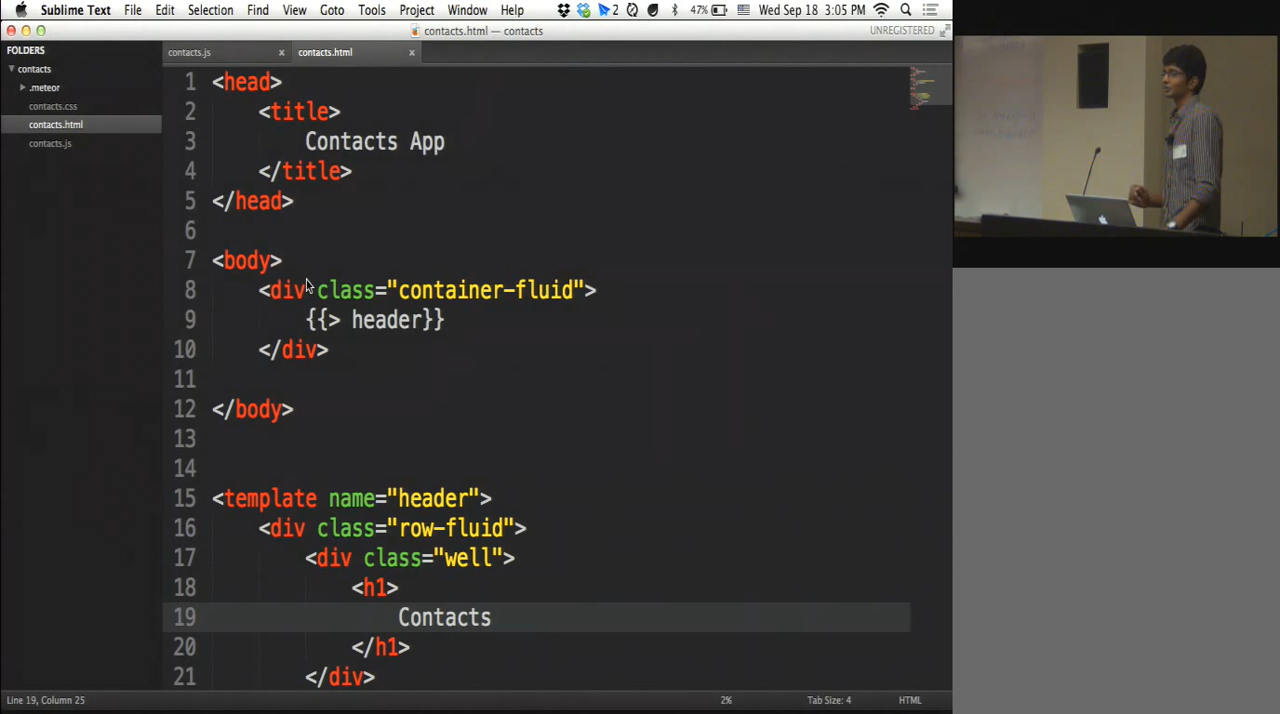 Sublime Text File Edit Selection Find View Goto Tools Project Window Help 2 47% Wed Sep 18 3:05 PM
contacts.html — contacts UNREGISTERED
FOLDERS
contacts
.meteor
contacts.css
contacts.html
contacts.js
contacts.js contacts.html
1 <head>
2 <title>
3 Contacts App
4 </title>
5 </head>
6
7 <body>
8 <div class="container-fluid">
9 {{> header}}
10 </div>
11
12 </body>
13
14
15 <template name="header">
16 <div class="row-fluid">
17 <div class="well">
18 <h1>
19 Contacts
20 </h1>
21 </div>
Line 19, Column 25 2% Tab Size: 4 HTML